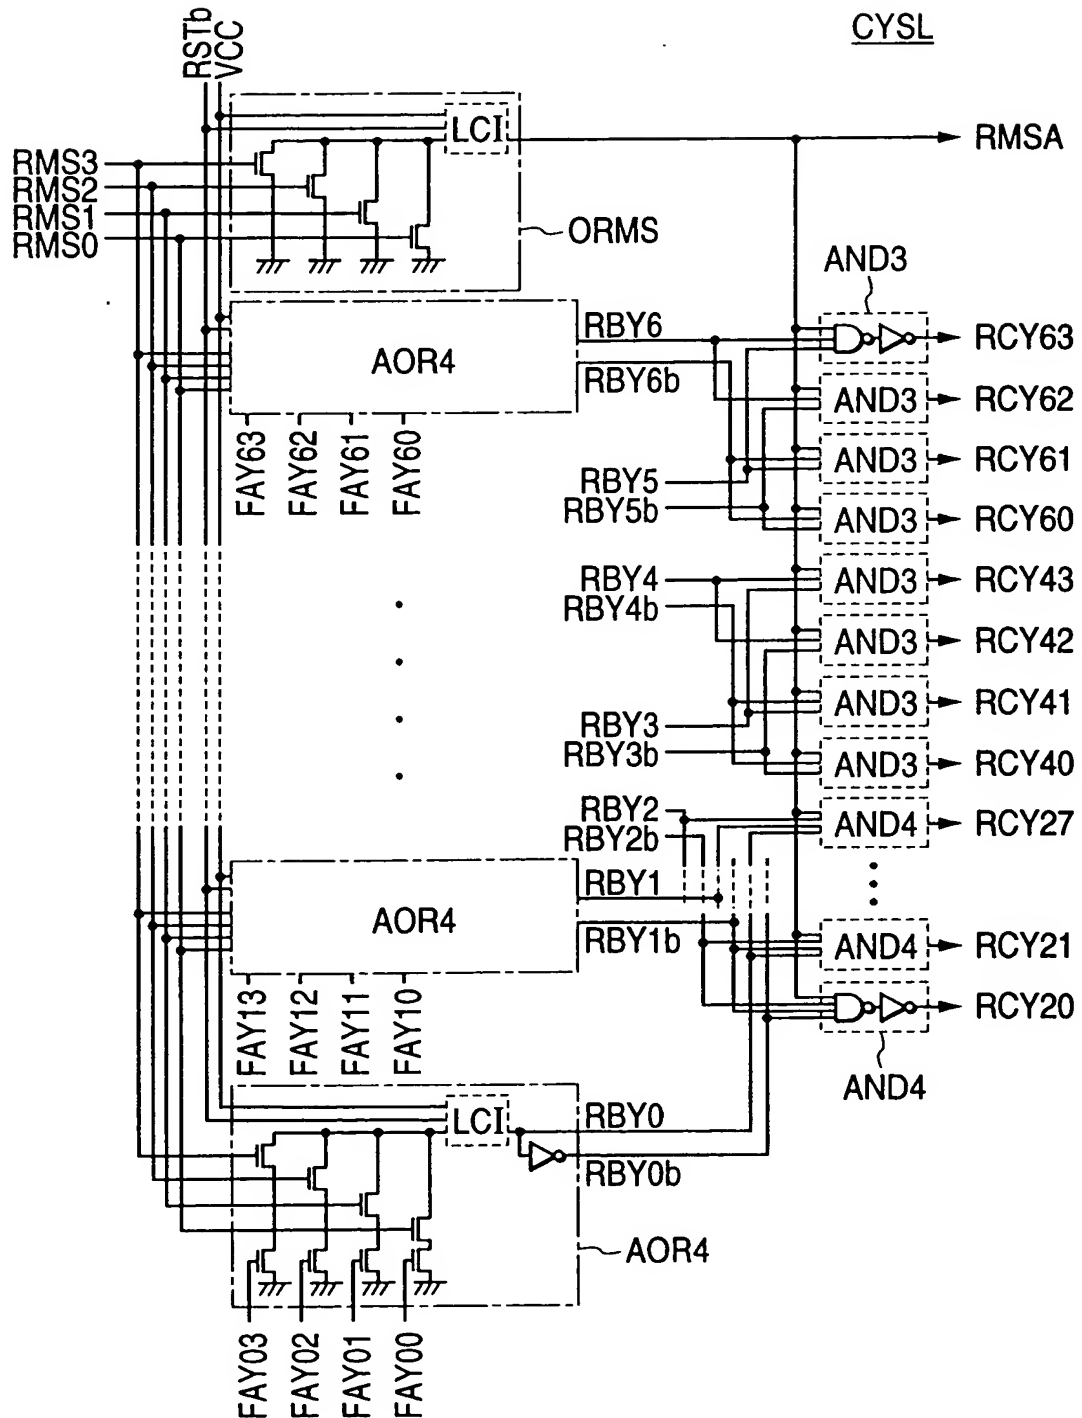 CYSL
RSTb
VCC
LCI
RMSA
RMS3
RMS2
RMS1
RMS0
ORMS
AND3
RBY6
RCY63
AOR4
RBY6b
AND3
RCY62
FAY63
FAY62
FAY61
FAY60
AND3
RCY61
RBY5
RBY5b
AND3
RCY60
RBY4
AND3
RCY43
RBY4b
AND3
RCY42
AND3
RCY41
RBY3
RBY3b
AND3
RCY40
RBY2
AND4
RCY27
RBY2b
RBY1
AOR4
RBY1b
AND4
RCY21
FAY13
FAY12
FAY11
FAY10
RCY20
AND4
LCI
RBY0
RBY0b
AOR4
FAY03
FAY02
FAY01
FAY00